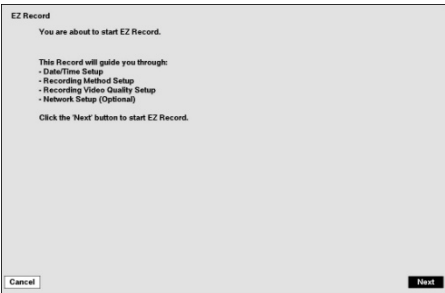 EZ Record
You are about to start EZ Record.
This Record will guide you through:
- Date/Time Setup
- Recording Method Setup
- Recording Video Quality Setup
- Network Setup (Optional)
Click the 'Next' button to start EZ Record.
Cancel
Next